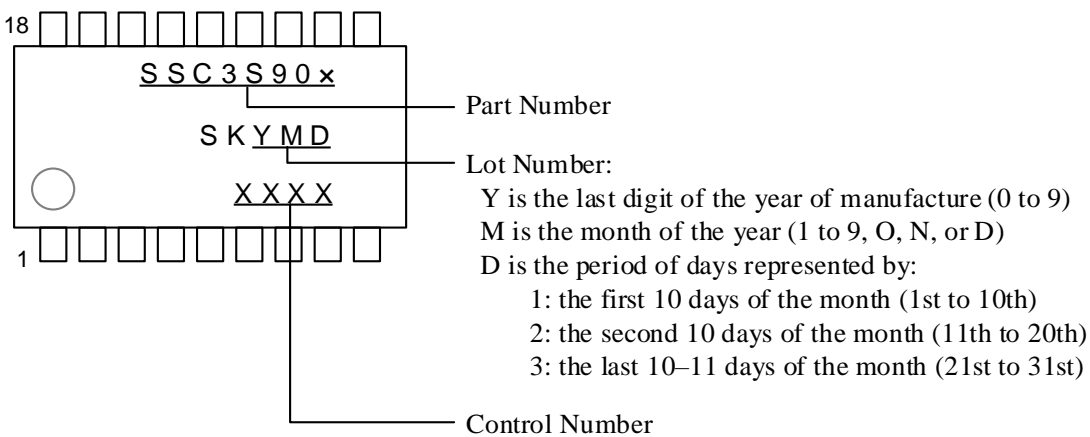 18
S S C 3 S 9 0 ×
Part Number
S K Y M D
Lot Number:
Y is the last digit of the year of manufacture (0 to 9)
X X X X
M is the month of the year (1 to 9, O, N, or D)
1
D is the period of days represented by:
1: the first 10 days of the month (1st to 10th)
2: the second 10 days of the month (11th to 20th)
3: the last 10–11 days of the month (21st to 31st)
Control Number